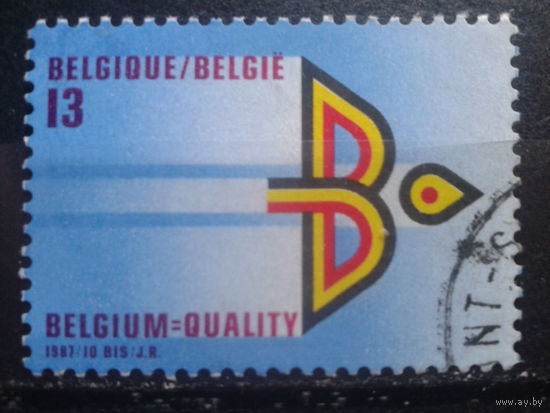 BELGIQUE/BELGIË
13
B
BELGIUM=QUALITY
1987/10 BIS/J.R.
NT-S
www.ay.by